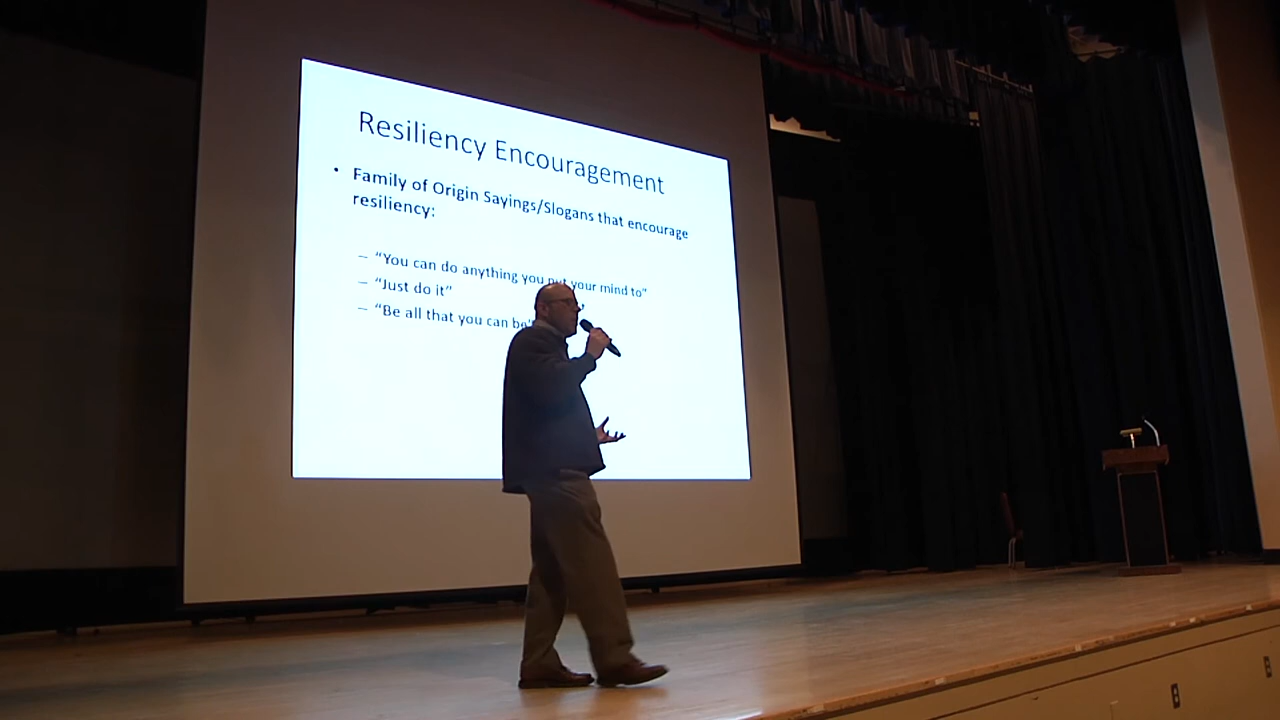 Resiliency Encouragement
• Family of Origin Sayings/Slogans that encourage
resiliency:
– "You can do anything you put your mind to"
– "Just do it"
– "Be all that you can be"